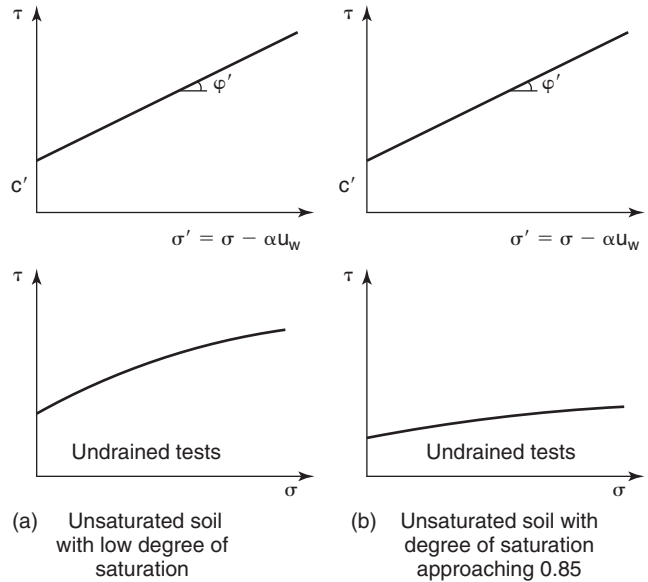 τ
φ′
c′
σ′ = σ − αu_w
τ
φ′
c′
σ′ = σ − αu_w
τ
Undrained tests
σ
τ
Undrained tests
σ
(a) Unsaturated soil
with low degree of
saturation
(b) Unsaturated soil with
degree of saturation
approaching 0.85